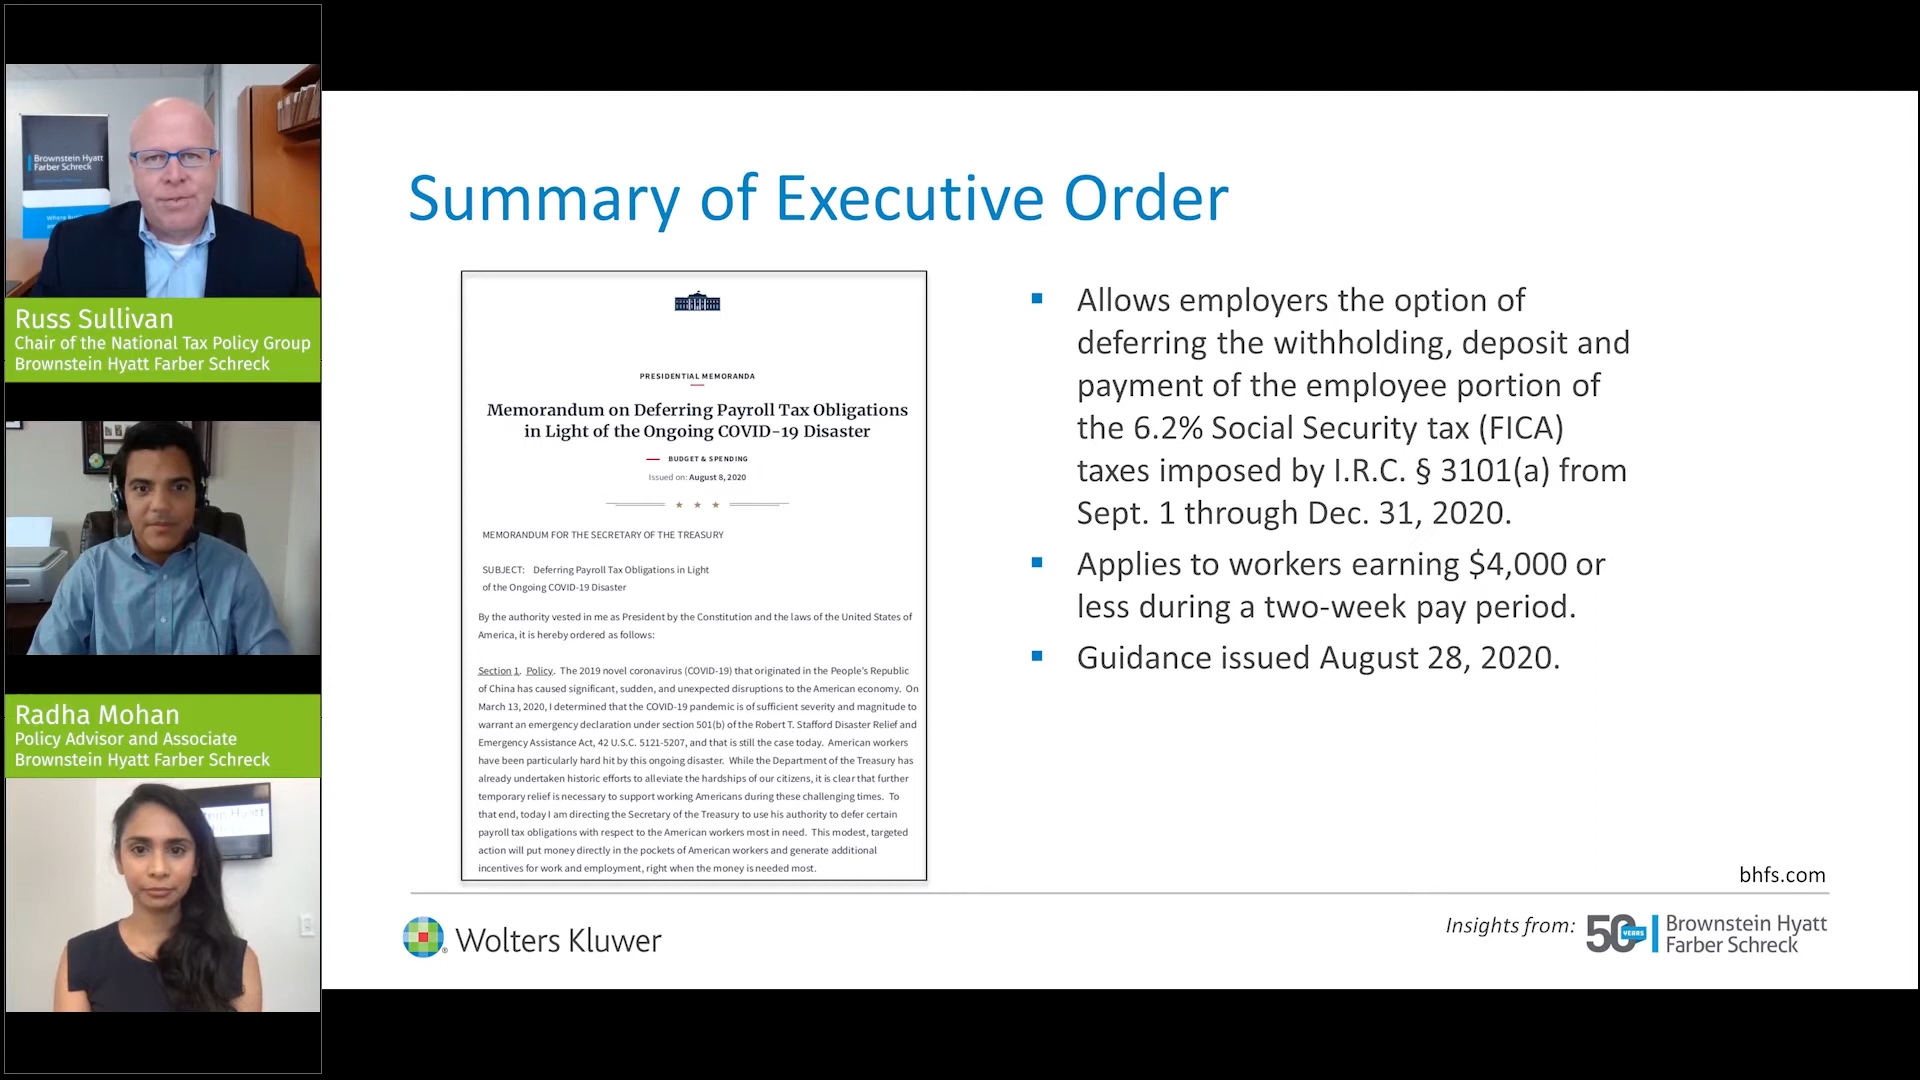 Brownstein Hyatt
Farber Schreck
Russ Sullivan
Chair of the National Tax Policy Group
Brownstein Hyatt Farber Schreck
Radha Mohan
Policy Advisor and Associate
Brownstein Hyatt Farber Schreck
Summary of Executive Order
PRESIDENTIAL MEMORANDA
Memorandum on Deferring Payroll Tax Obligations
in Light of the Ongoing COVID-19 Disaster
BUDGET & SPENDING
Issued on: August 8, 2020
MEMORANDUM FOR THE SECRETARY OF THE TREASURY
SUBJECT: Deferring Payroll Tax Obligations in Light
of the Ongoing COVID-19 Disaster
By the authority vested in me as President by the Constitution and the laws of the United States of
America, it is hereby ordered as follows:
Section 1. Policy. The 2019 novel coronavirus (COVID-19) that originated in the People's Republic
of China has caused significant, sudden, and unexpected disruptions to the American economy. On
March 13, 2020, I determined that the COVID-19 pandemic is of sufficient severity and magnitude to
warrant an emergency declaration under section 501(b) of the Robert T. Stafford Disaster Relief and
Emergency Assistance Act, 42 U.S.C. 5121-5207, and that is still the case today. American workers
have been particularly hard hit by this ongoing disaster. While the Department of the Treasury has
already undertaken historic efforts to alleviate the hardships of our citizens, it is clear that further
temporary relief is necessary to support working Americans during these challenging times. To
that end, today I am directing the Secretary of the Treasury to use his authority to defer certain
payroll tax obligations with respect to the American workers most in need. This modest, targeted
action will put money directly in the pockets of American workers and generate additional
incentives for work and employment, right when the money is needed most.
Allows employers the option of
deferring the withholding, deposit and
payment of the employee portion of
the 6.2% Social Security tax (FICA)
taxes imposed by I.R.C. § 3101(a) from
Sept. 1 through Dec. 31, 2020.
Applies to workers earning $4,000 or
less during a two-week pay period.
Guidance issued August 28, 2020.
bhfs.com
Wolters Kluwer
Insights from:
50 YEARS
Brownstein Hyatt
Farber Schreck